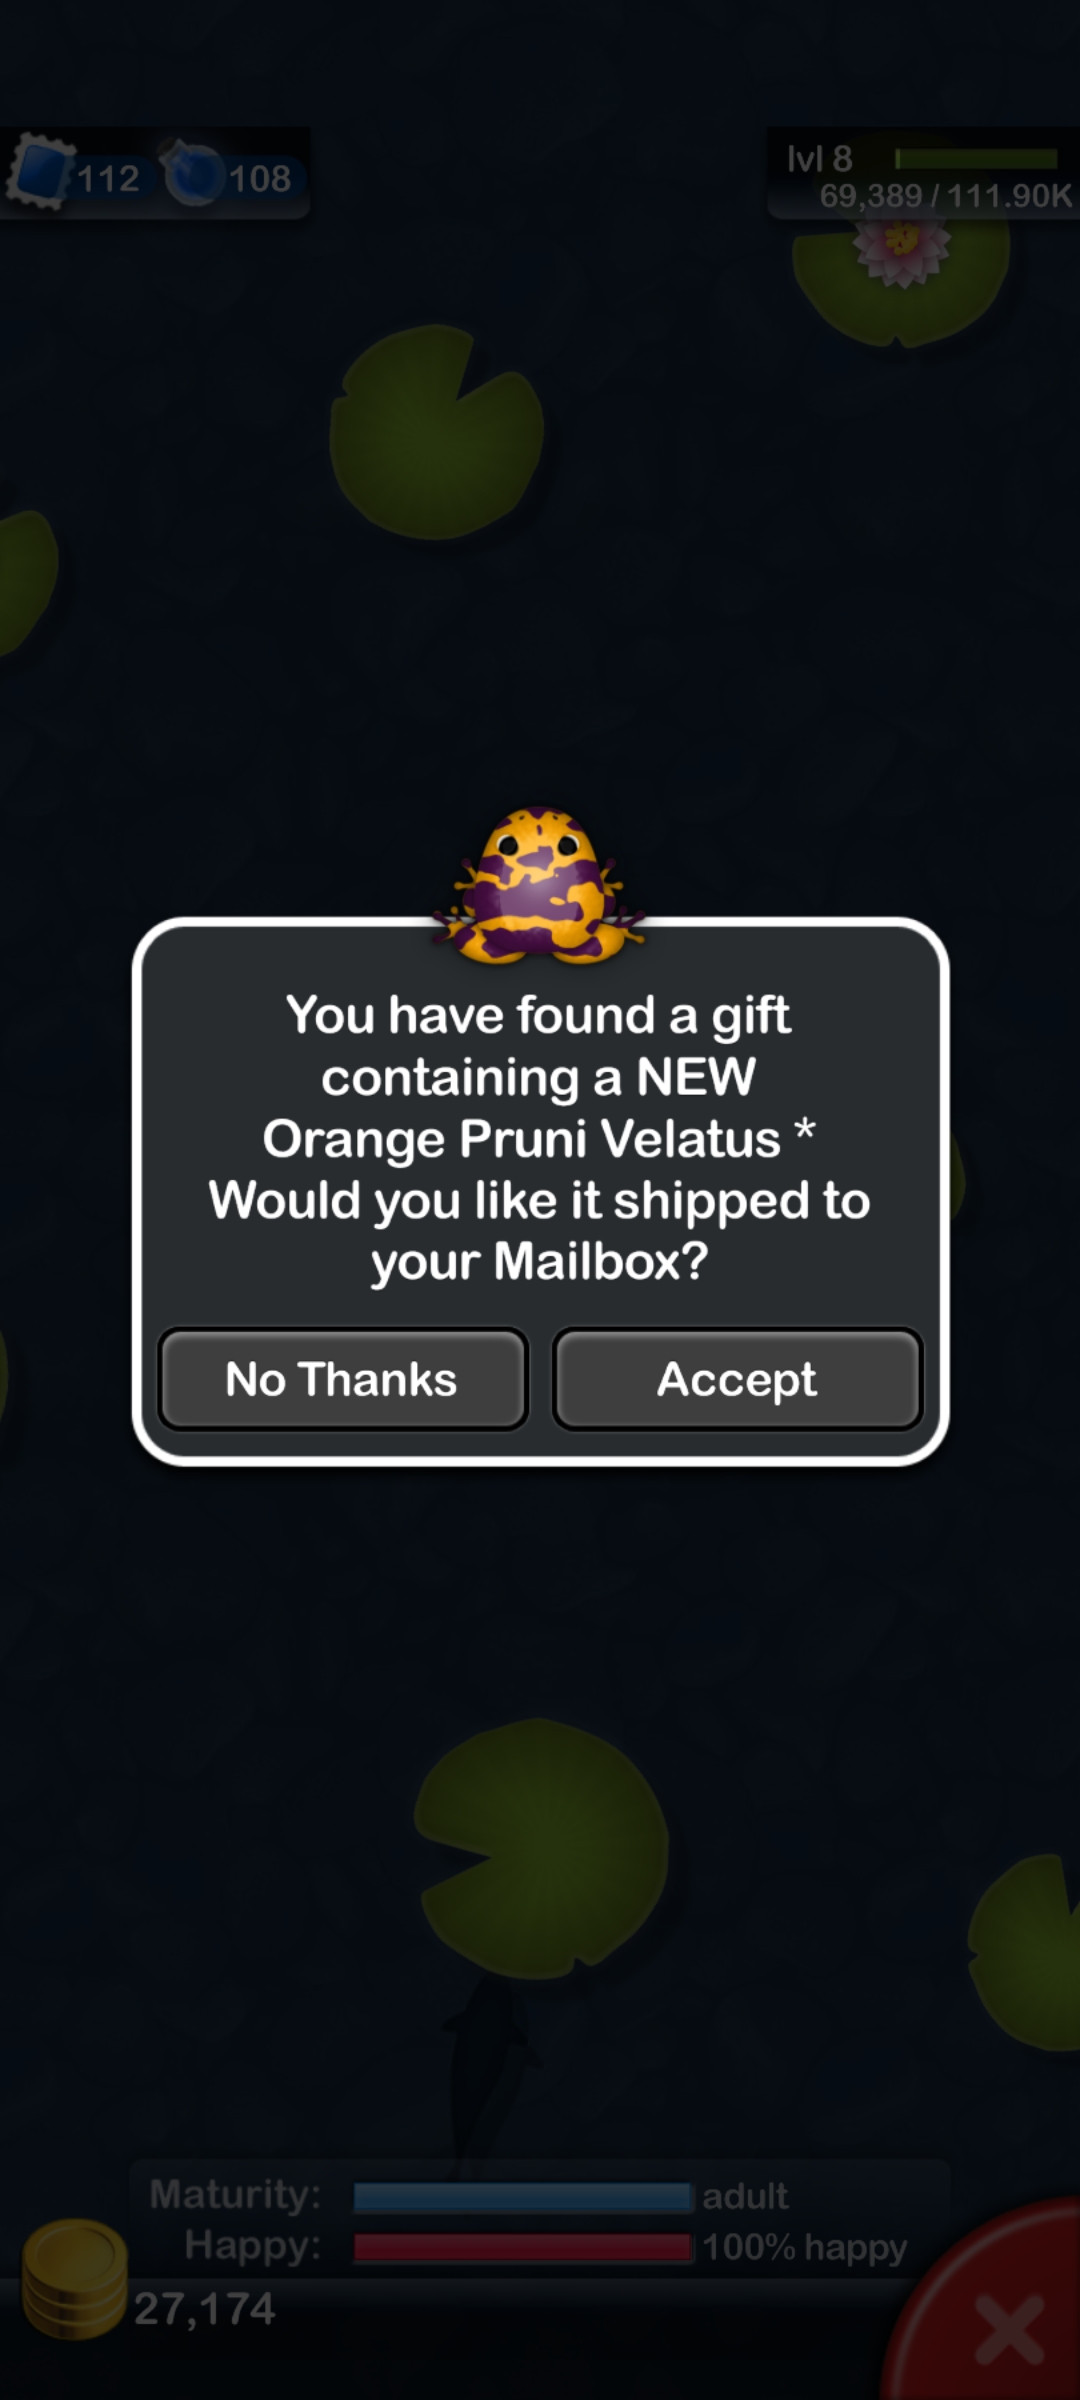 112 108
lvl 8
69,389 / 111.90K
You have found a gift
containing a NEW
Orange Pruni Velatus *
Would you like it shipped to
your Mailbox?
No Thanks Accept
Maturity: adult
Happy: 100% happy
27,174